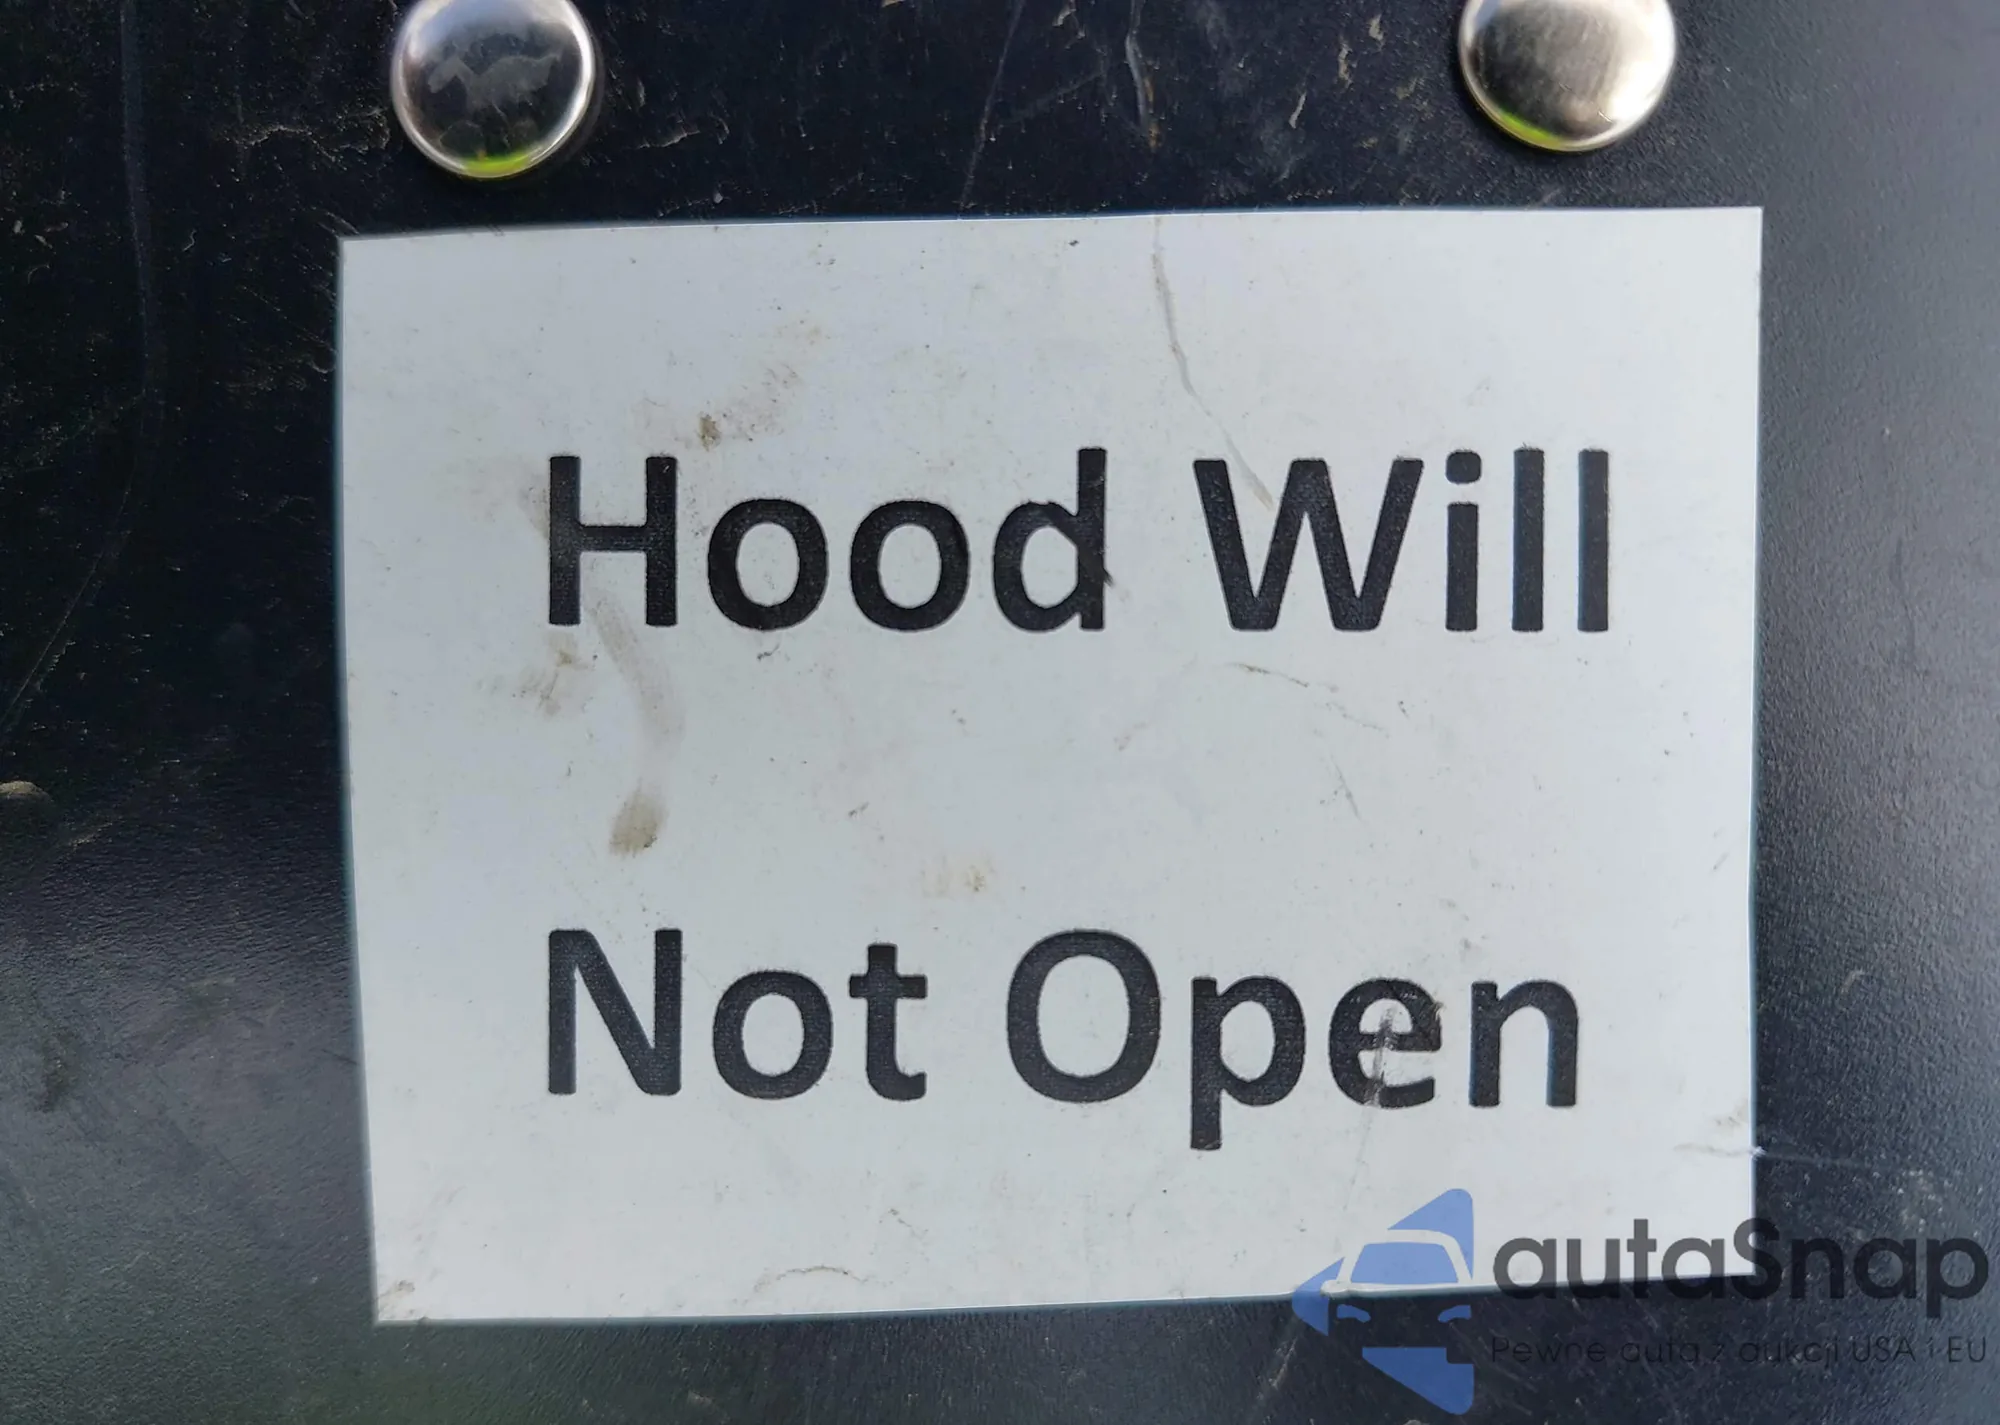 Hood Will
Not Open
autaSnap
Pewne auta z aukcji USA i EU